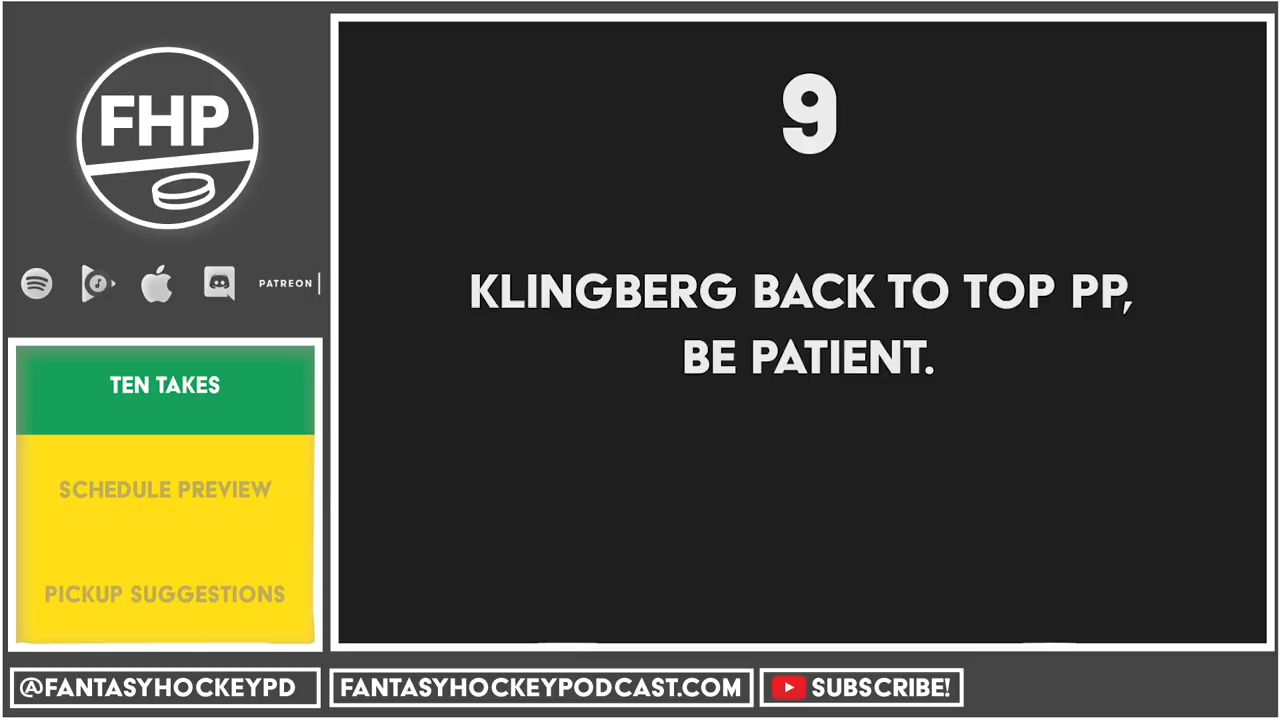 FHP
PATREON
TEN TAKES
SCHEDULE PREVIEW
PICKUP SUGGESTIONS
9
KLINGBERG BACK TO TOP PP,
BE PATIENT.
@FANTASYHOCKEYPD
FANTASYHOCKEYPODCAST.COM
SUBSCRIBE!